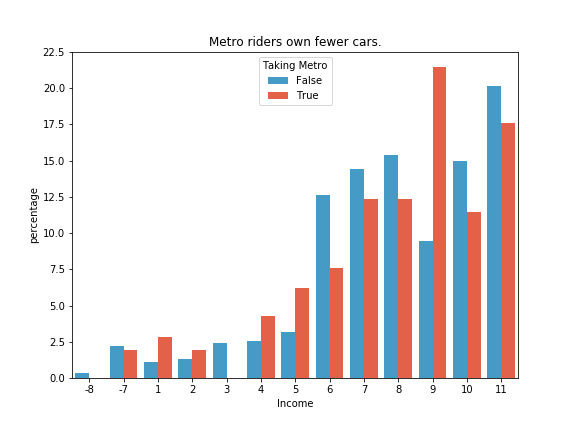 Metro riders own fewer cars.
22.5
20.0
17.5
15.0
12.5
10.0
7.5
5.0
2.5
0.0
percentage
Taking Metro
False
True
-8 -7 1 2 3 4 5 6 7 8 9 10 11
Income